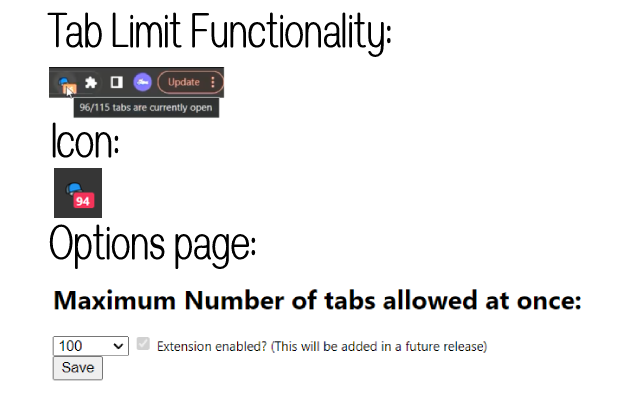 Tab Limit Functionality:
Update
96/115 tabs are currently open
Icon:
94
Options page:
Maximum Number of tabs allowed at once:
100 Extension enabled? (This will be added in a future release)
Save